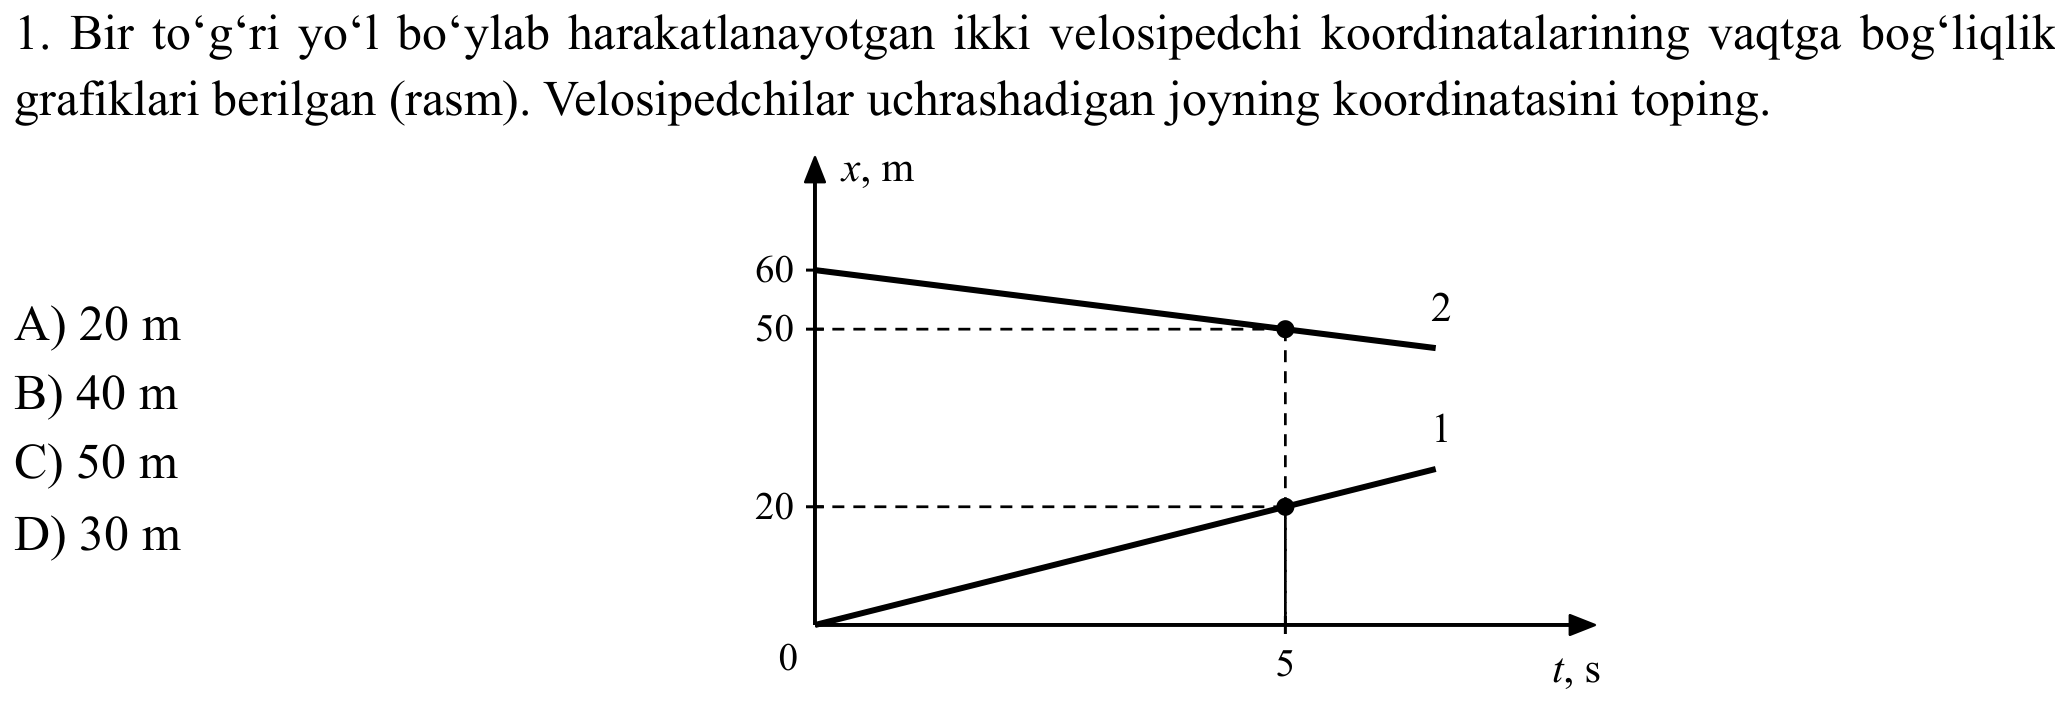 1. Bir to‘g‘ri yo‘l bo‘ylab harakatlanayotgan ikki velosipedchi koordinatalarining vaqtga bog‘liqlik
grafiklari berilgan (rasm). Velosipedchilar uchrashadigan joyning koordinatasini toping.
x, m
60
50
20
0
5
t, s
2
1
A) 20 m
B) 40 m
C) 50 m
D) 30 m